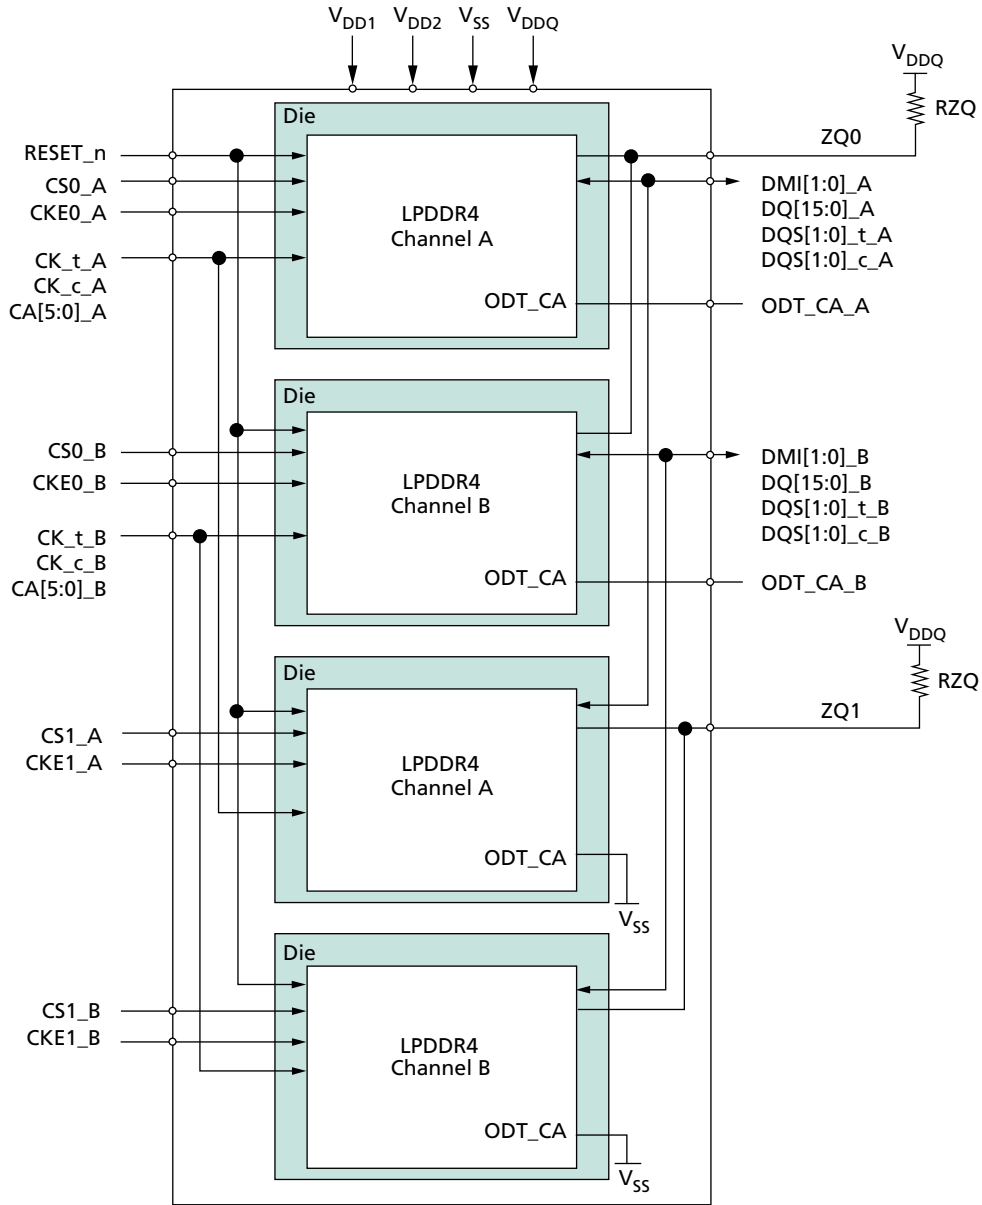 VDD1 VDD2 VSS VDDQ
VDDQ
RZQ
Die
RESET_n
ZQ0
CS0_A
DMI[1:0]_A
CKE0_A
DQ[15:0]_A
LPDDR4
Channel A
DQS[1:0]_t_A
CK_t_A
DQS[1:0]_c_A
CK_c_A
CA[5:0]_A
ODT_CA
ODT_CA_A
Die
CS0_B
DMI[1:0]_B
CKE0_B
DQ[15:0]_B
LPDDR4
Channel B
DQS[1:0]_t_B
CK_t_B
DQS[1:0]_c_B
CK_c_B
CA[5:0]_B
ODT_CA
ODT_CA_B
VDDQ
RZQ
Die
ZQ1
CS1_A
CKE1_A
LPDDR4
Channel A
ODT_CA
VSS
Die
CS1_B
CKE1_B
LPDDR4
Channel B
ODT_CA
VSS